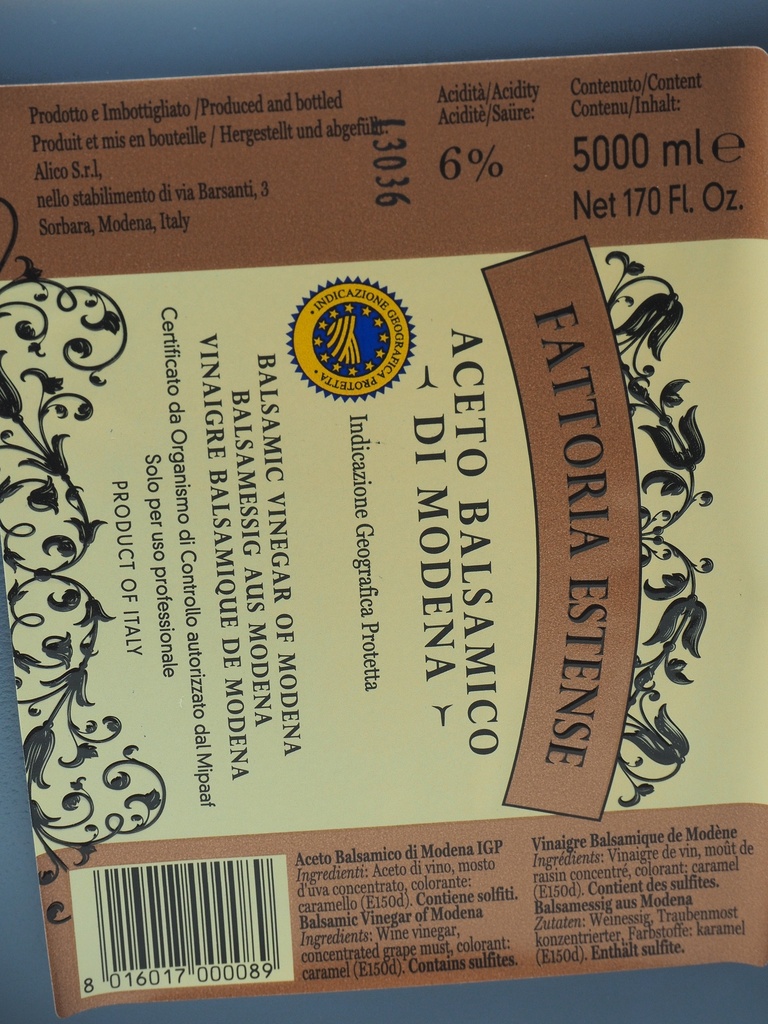 Prodotto e Imbottigliato /Produced and bottled
Produit et mis en bouteille / Hergestellt und abgefüllt:
Alico S.r.l,
nello stabilimento di via Barsanti, 3
Sorbara, Modena, Italy
L3036
Acidità/Acidity
Aciditè/Saüre:
6%
Contenuto/Content
Contenu/Inhalt:
5000 ml e
Net 170 Fl. Oz.
FATTORIA ESTENSE
ACETO BALSAMICO
DI MODENA
INDICAZIONE GEOGRAFICA PROTETTA
Indicazione Geografica Protetta
BALSAMIC VINEGAR OF MODENA
BALSAMESSIG AUS MODENA
VINAIGRE BALSAMIQUE DE MODENA
Certificato da Organismo di Controllo autorizzato dal Mipaaf
Solo per uso professionale
PRODUCT OF ITALY
Aceto Balsamico di Modena IGP
Ingredienti: Aceto di vino, mosto
d'uva concentrato, colorante:
caramello (E150d). Contiene solfiti.
Balsamic Vinegar of Modena
Ingredients: Wine vinegar,
concentrated grape must, colorant:
caramel (E150d). Contains sulfites.
Vinaigre Balsamique de Modène
Ingrédients: Vinaigre de vin, moût de
raisin concentré, colorant: caramel
(E150d). Contient des sulfites.
Balsamessig aus Modena
Zutaten: Weinessig, Traubenmost
konzentrierter, Farbstoffe: karamel
(E150d). Enthält sulfite.
8 016017 000089